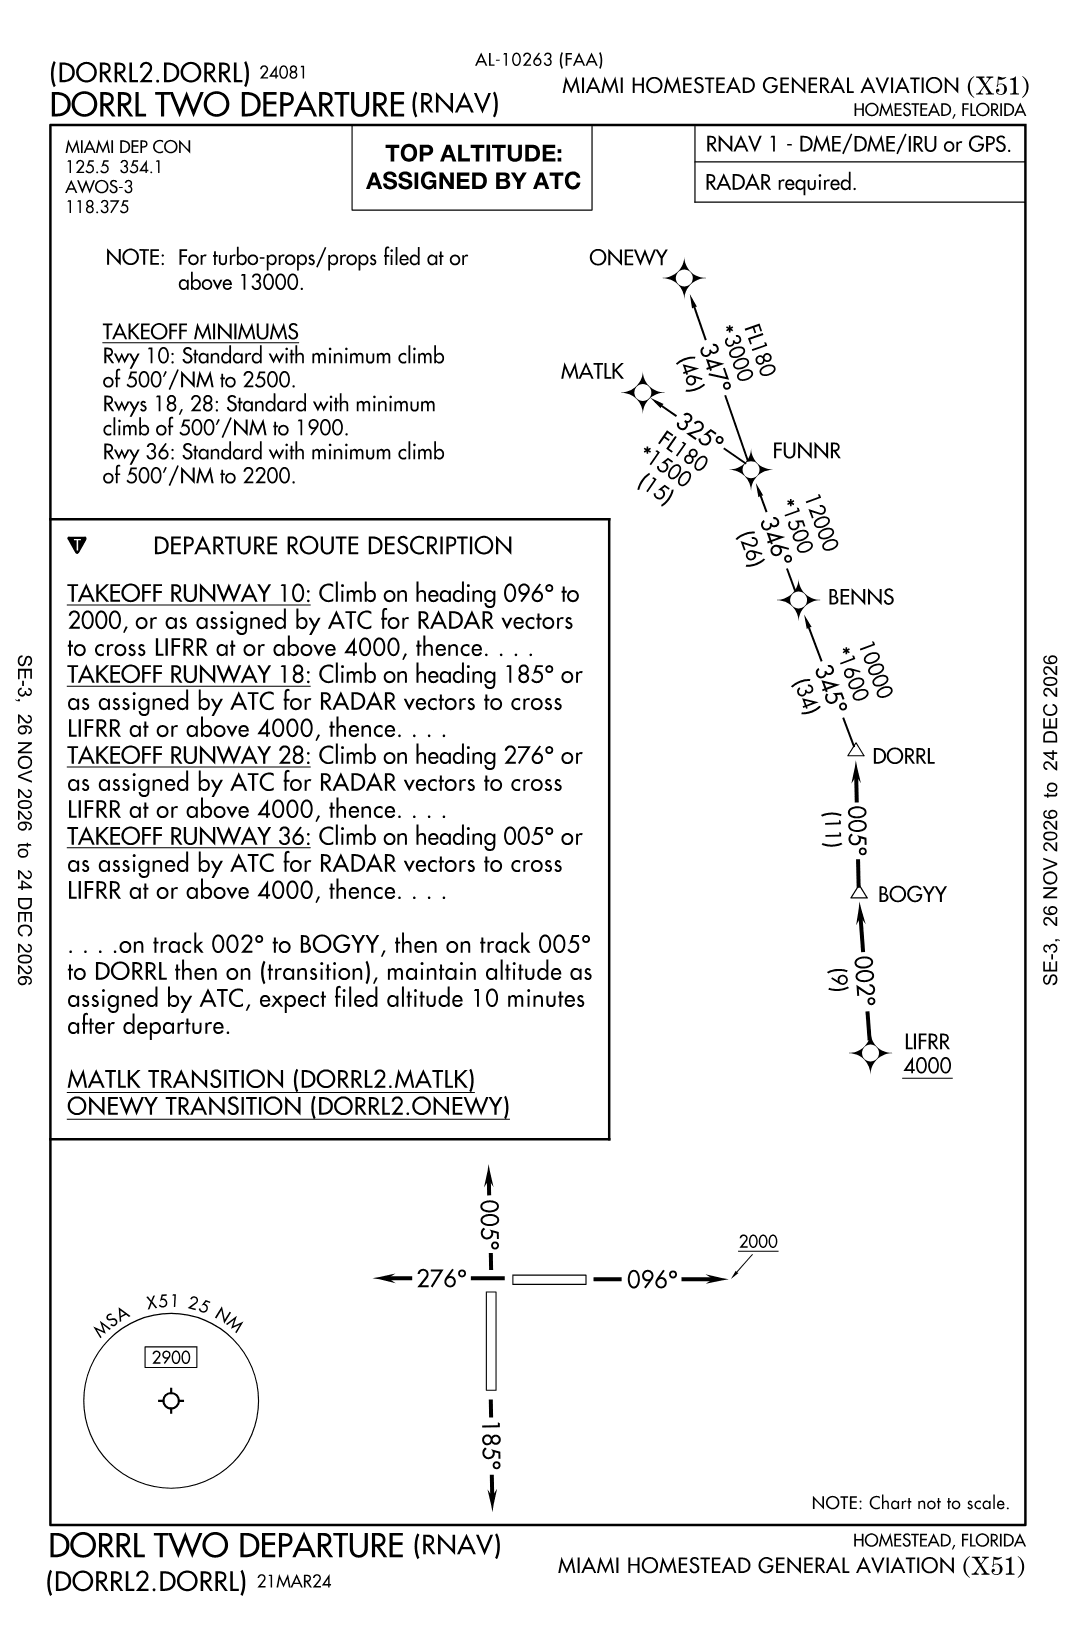 AL-10263 (FAA)
(DORRL2.DORRL) 24081
DORRL TWO DEPARTURE (RNAV)
MIAMI HOMESTEAD GENERAL AVIATION (X51)
HOMESTEAD, FLORIDA
MIAMI DEP CON
125.5 354.1
AWOS-3
118.375
TOP ALTITUDE:
ASSIGNED BY ATC
RNAV 1 - DME/DME/IRU or GPS.
RADAR required.
NOTE: For turbo-props/props filed at or
above 13000.
TAKEOFF MINIMUMS
Rwy 10: Standard with minimum climb
of 500'/NM to 2500.
Rwys 18, 28: Standard with minimum
climb of 500'/NM to 1900.
Rwy 36: Standard with minimum climb
of 500'/NM to 2200.
ONEWY
FL180
*3000
347°
(46)
MATLK
325°
FL180
*1500
(15)
FUNNR
12000
*1500
346°
(26)
BENNS
10000
*1600
345°
(34)
DORRL
005°
(11)
BOGYY
002°
(9)
LIFRR
4000
T DEPARTURE ROUTE DESCRIPTION
TAKEOFF RUNWAY 10: Climb on heading 096° to
2000, or as assigned by ATC for RADAR vectors
to cross LIFRR at or above 4000, thence. . . .
TAKEOFF RUNWAY 18: Climb on heading 185° or
as assigned by ATC for RADAR vectors to cross
LIFRR at or above 4000, thence. . . .
TAKEOFF RUNWAY 28: Climb on heading 276° or
as assigned by ATC for RADAR vectors to cross
LIFRR at or above 4000, thence. . . .
TAKEOFF RUNWAY 36: Climb on heading 005° or
as assigned by ATC for RADAR vectors to cross
LIFRR at or above 4000, thence. . . .
. . . .on track 002° to BOGYY, then on track 005°
to DORRL then on (transition), maintain altitude as
assigned by ATC, expect filed altitude 10 minutes
after departure.
MATLK TRANSITION (DORRL2.MATLK)
ONEWY TRANSITION (DORRL2.ONEWY)
005°
276°
096°
2000
185°
MSA X51 25 NM
2900
NOTE: Chart not to scale.
SE-3, 26 NOV 2026 to 24 DEC 2026
SE-3, 26 NOV 2026 to 24 DEC 2026
DORRL TWO DEPARTURE (RNAV)
(DORRL2.DORRL) 21MAR24
HOMESTEAD, FLORIDA
MIAMI HOMESTEAD GENERAL AVIATION (X51)